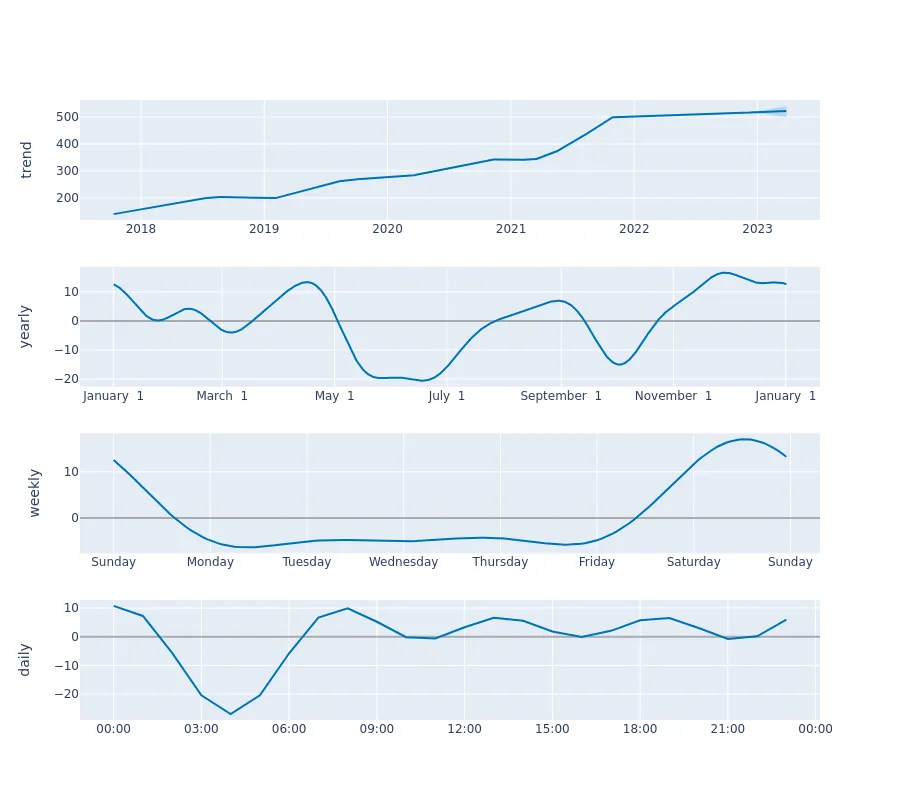 trend
500
400
300
200
2018 2019 2020 2021 2022 2023
yearly
10
0
−10
−20
January 1 March 1 May 1 July 1 September 1 November 1 January 1
weekly
10
0
Sunday Monday Tuesday Wednesday Thursday Friday Saturday Sunday
daily
10
0
−10
−20
00:00 03:00 06:00 09:00 12:00 15:00 18:00 21:00 00:00